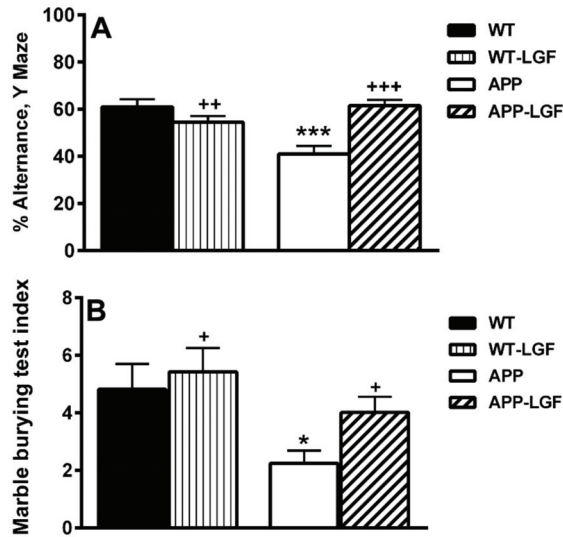 A
% Alternance, Y Maze
100
80
60
40
20
0
++
***
+++
WT
WT-LGF
APP
APP-LGF
B
Marble burying test index
8
6
4
2
0
+
*
+
WT
WT-LGF
APP
APP-LGF